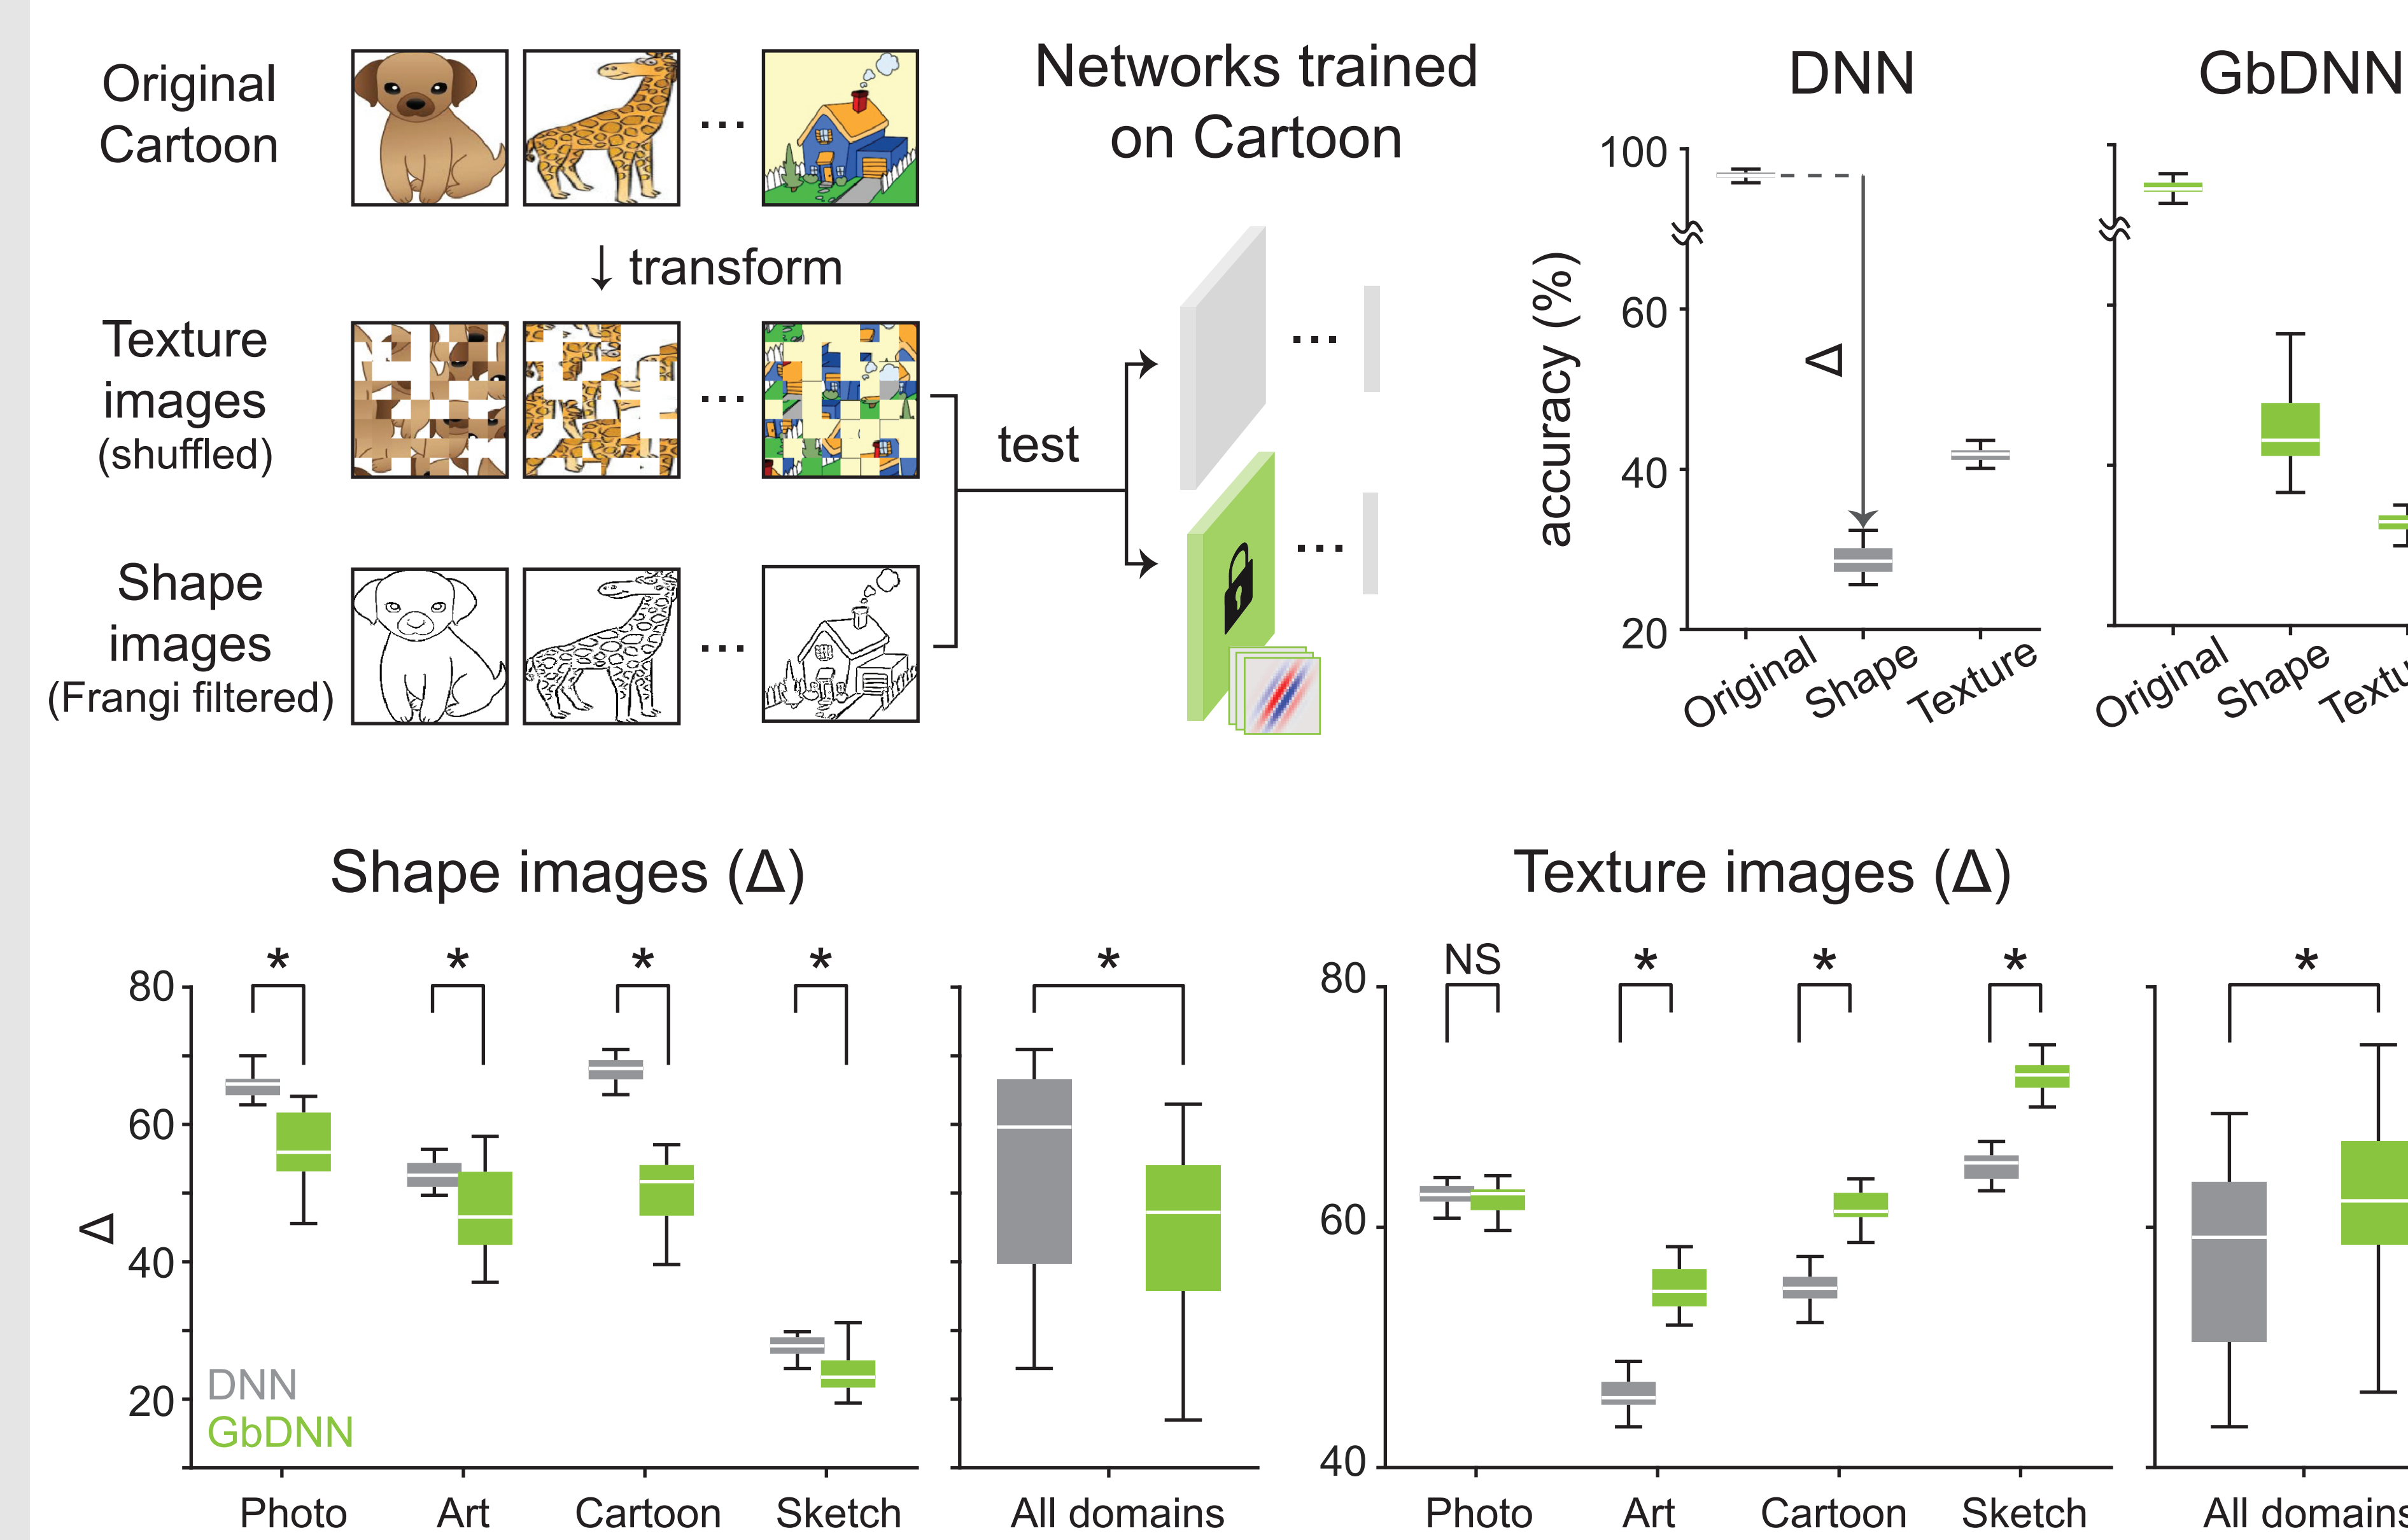 Original
Cartoon
...
↓ transform
Texture
images
(shuffled)
...
Shape
images
(Frangi filtered)
...
test
Networks trained
on Cartoon
...
...
DNN
100
60
40
20
accuracy (%)
Δ
Original
Shape
Texture
GbDNN
Original
Shape
Shape images (Δ)
80
60
40
20
Δ
*
*
*
*
*
DNN
GbDNN
Photo
Art
Cartoon
Sketch
All domains
Texture images (Δ)
80
60
40
NS
*
*
*
*
Photo
Art
Cartoon
Sketch
All domains